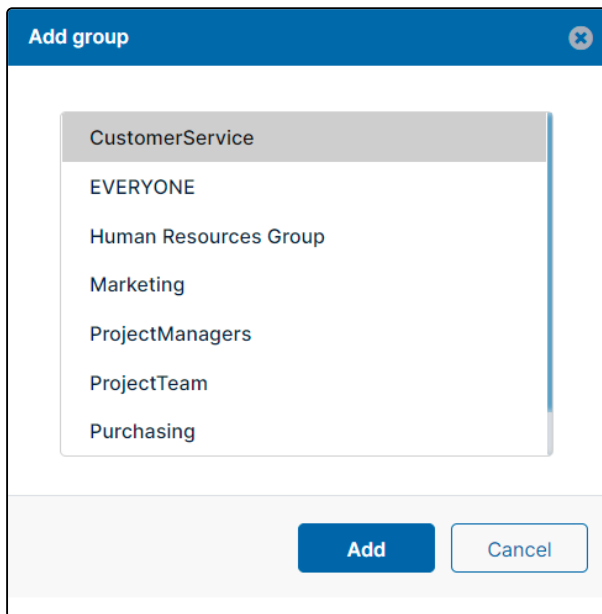 Add group
CustomerService
EVERYONE
Human Resources Group
Marketing
ProjectManagers
ProjectTeam
Purchasing
Add
Cancel